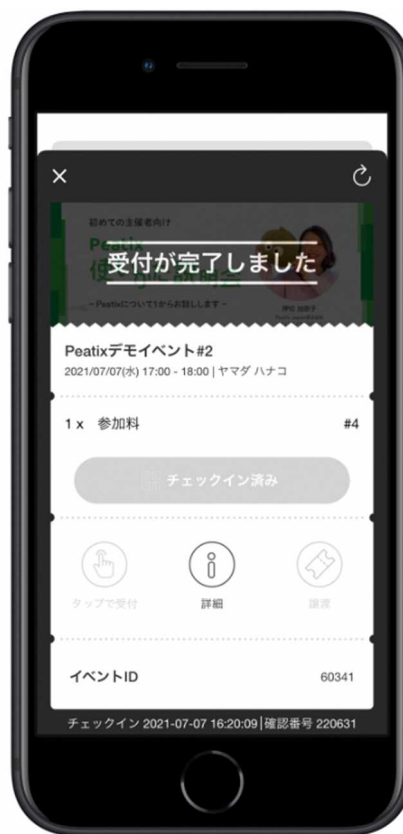 ×
初めての主催者向け
Peatix
受付が完了しました
−Peatixについて1からお話しします−
Peatixデモイベント#2
2021/07/07(水) 17:00 - 18:00 | ヤマダ ハナコ
1 x 参加料 #4
チェックイン済み
タップで受付 詳細 譲渡
イベントID 60341
チェックイン 2021-07-07 16:20:09|確認番号 220631